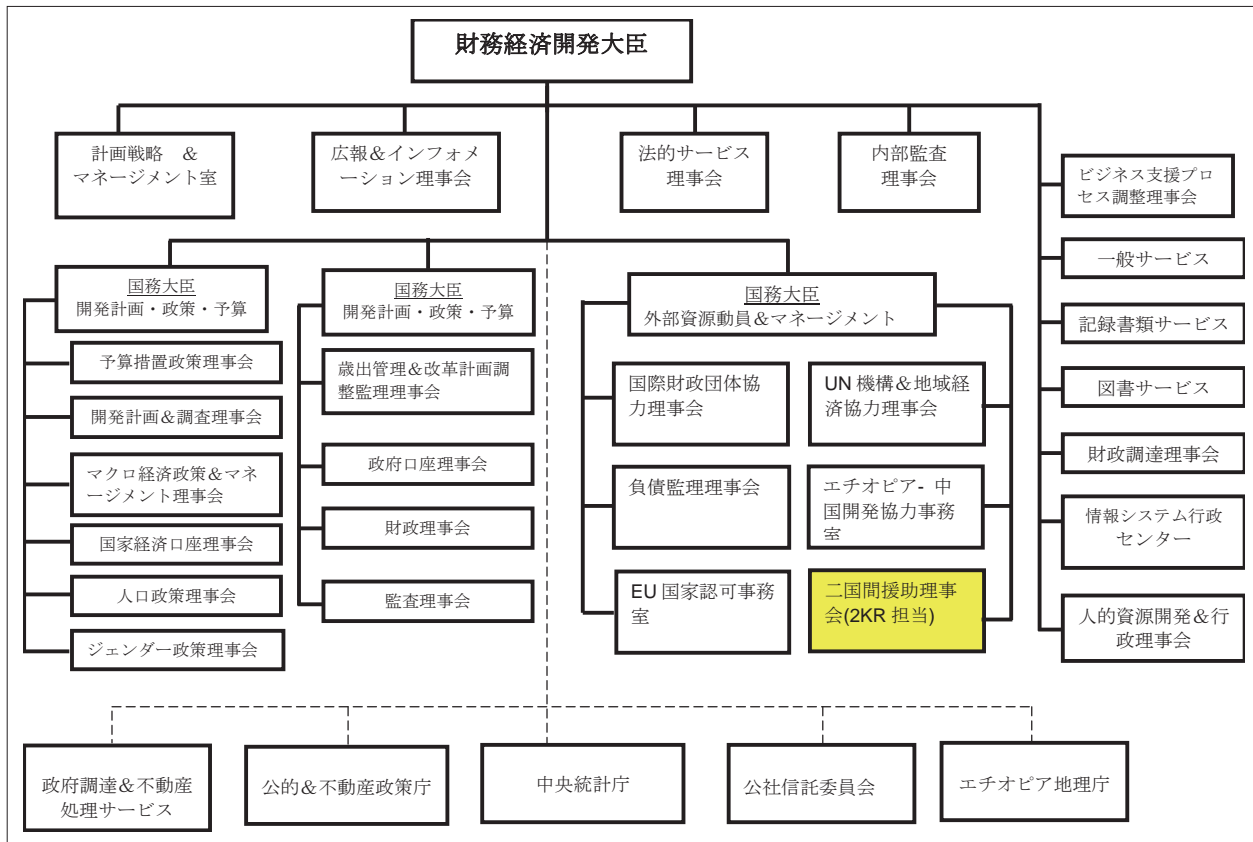 財務経済開発大臣
計画戦略　＆
マネージメント室
広報＆インフォメ
ーション理事会
法的サービス
理事会
内部監査
理事会
ビジネス支援プロ
セス調整理事会
一般サービス
記録書類サービス
図書サービス
財政調達理事会
情報システム行政
センター
人的資源開発＆行
政理事会
国務大臣
開発計画・政策・予算
予算措置政策理事会
開発計画＆調査理事会
マクロ経済政策＆マネ
ージメント理事会
国家経済口座理事会
人口政策理事会
ジェンダー政策理事会
国務大臣
開発計画・政策・予算
歳出管理＆改革計画調
整監理理事会
政府口座理事会
財政理事会
監査理事会
国務大臣
外部資源動員＆マネージメント
国際財政団体協
力理事会
負債監理理事会
EU 国家認可事務
室
UN 機構＆地域経
済協力理事会
エチオピア- 中
国開発協力事務
室
二国間援助理事
会(2KR 担当)
政府調達＆不動産
処理サービス
公的＆不動産政策庁
中央統計庁
公社信託委員会
エチオピア地理庁